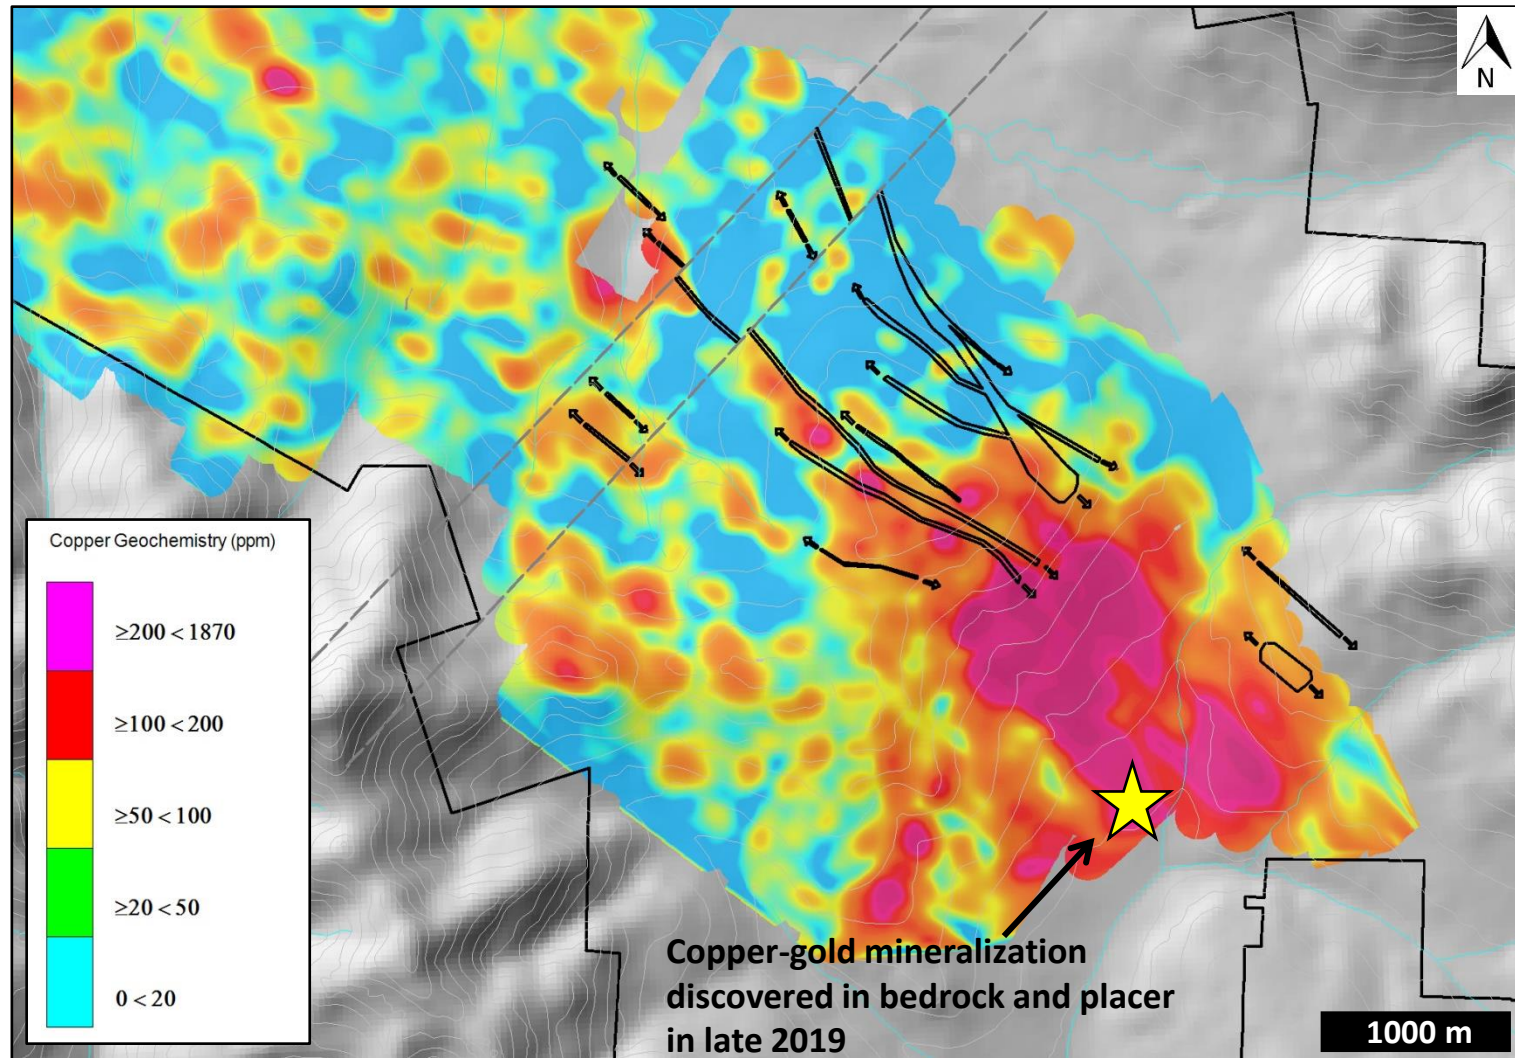 N
Copper Geochemistry (ppm)
≥200 < 1870
≥100 < 200
≥50 < 100
≥20 < 50
0 < 20
Copper-gold mineralization
discovered in bedrock and placer
in late 2019
1000 m